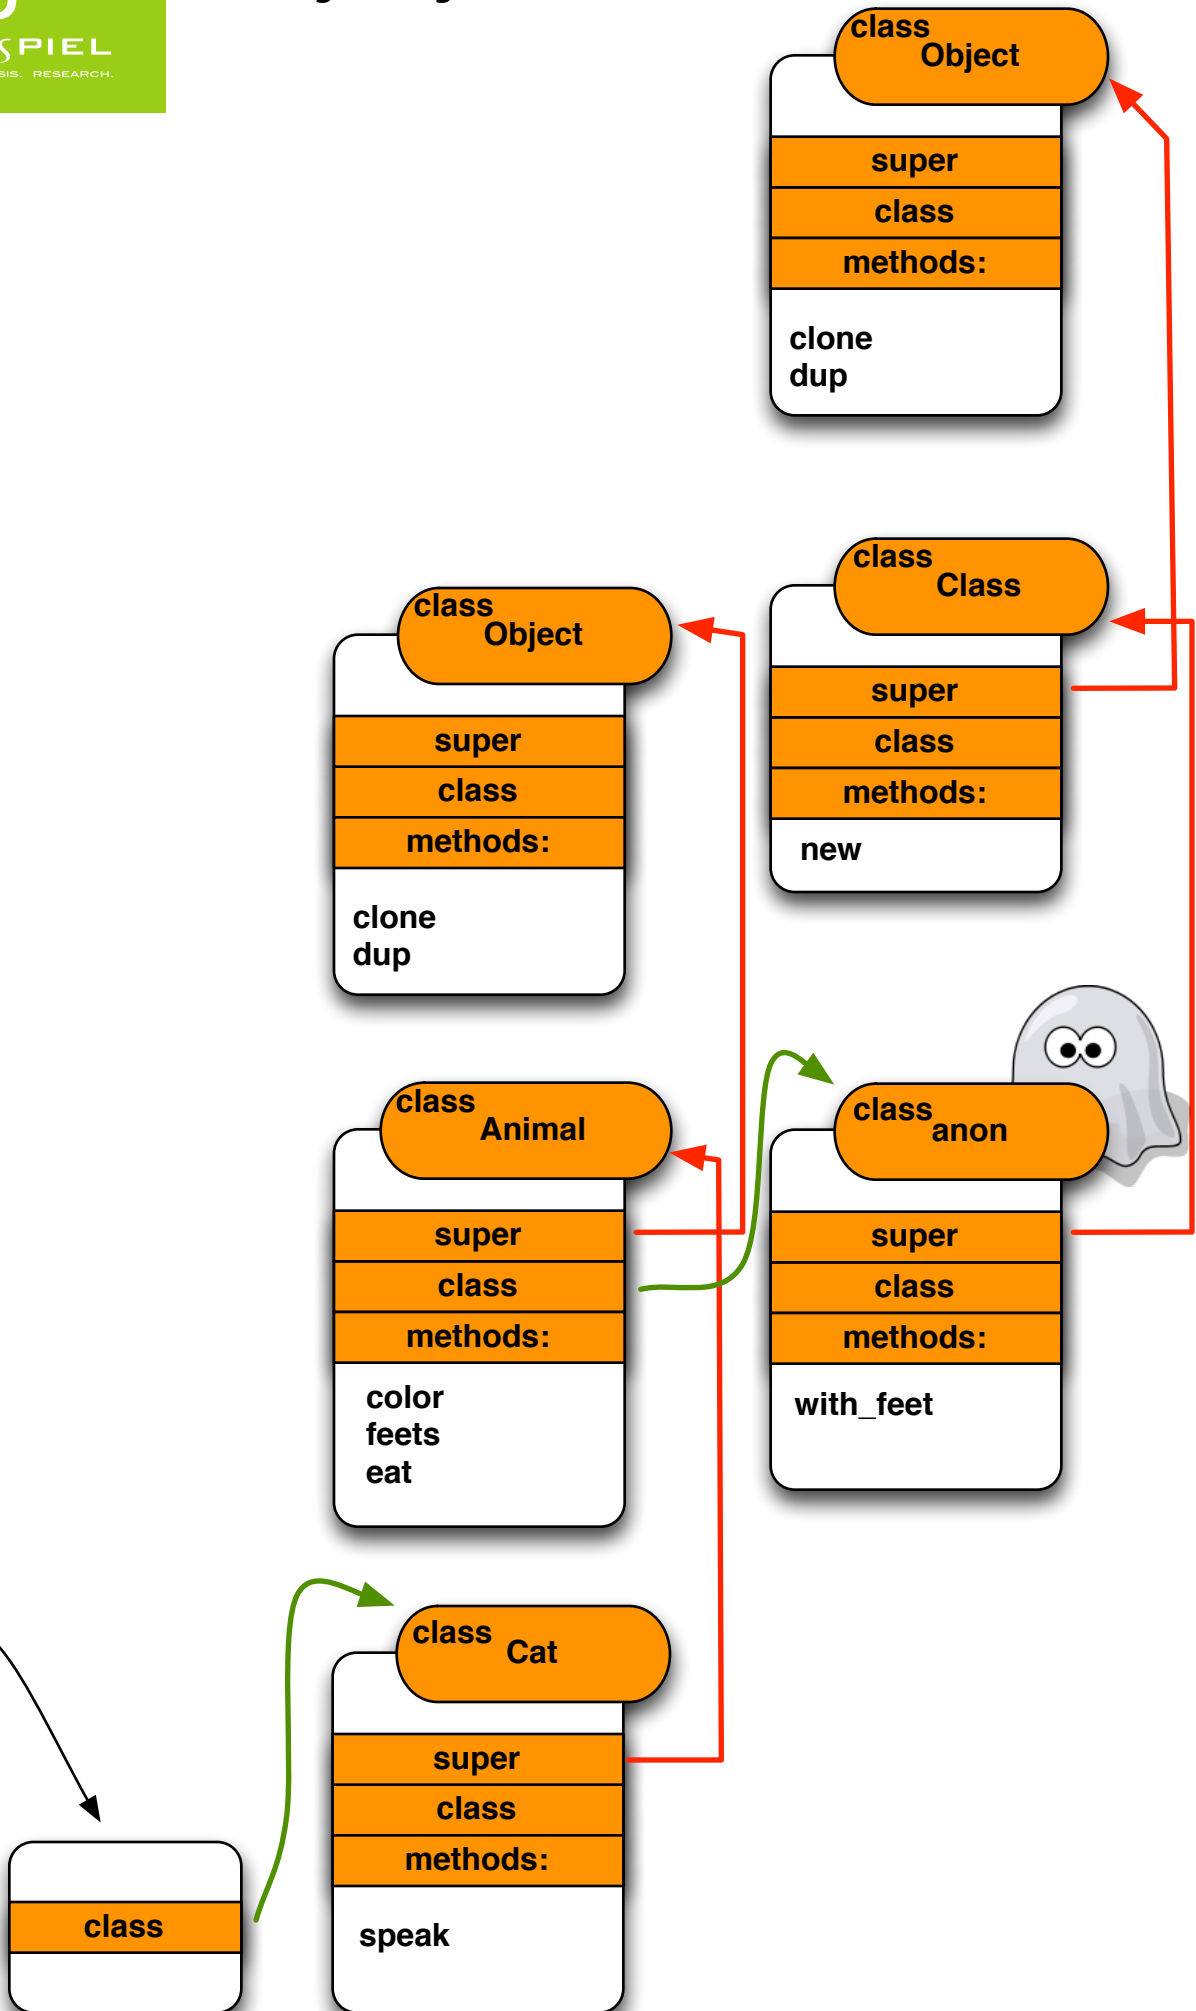 SPIEL
SIS. RESEARCH.
class
Object
super
class
methods:
clone
dup
class
Class
super
class
methods:
new
class
Object
super
class
methods:
clone
dup
class
Animal
super
class
methods:
color
feets
eat
class
anon
super
class
methods:
with_feet
class
Cat
super
class
methods:
speak
class